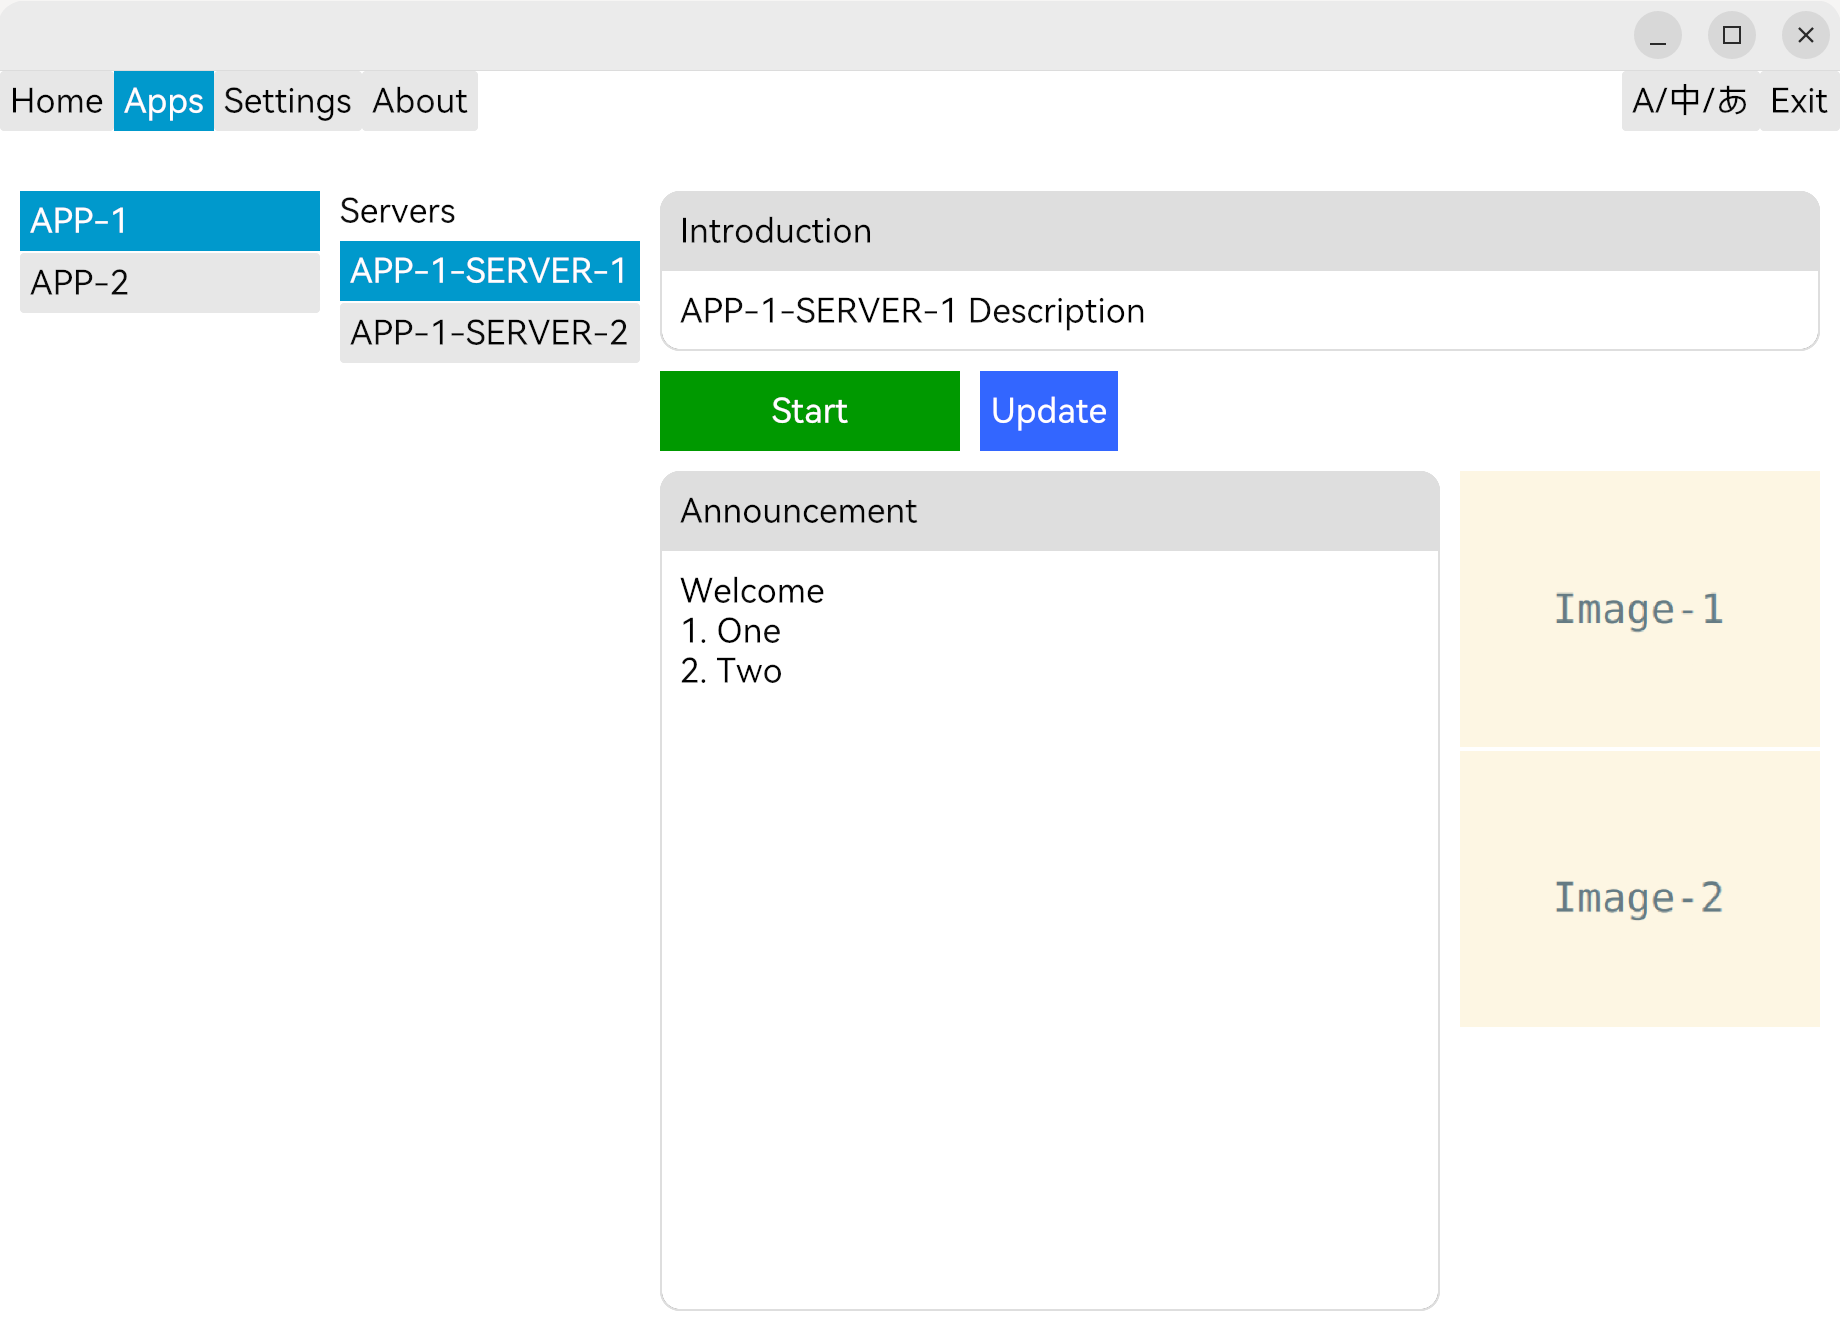 Home Apps Settings About A/中/あ Exit
APP-1
APP-2
Servers
APP-1-SERVER-1
APP-1-SERVER-2
Introduction
APP-1-SERVER-1 Description
Start Update
Announcement
Welcome
1. One
2. Two
Image-1
Image-2